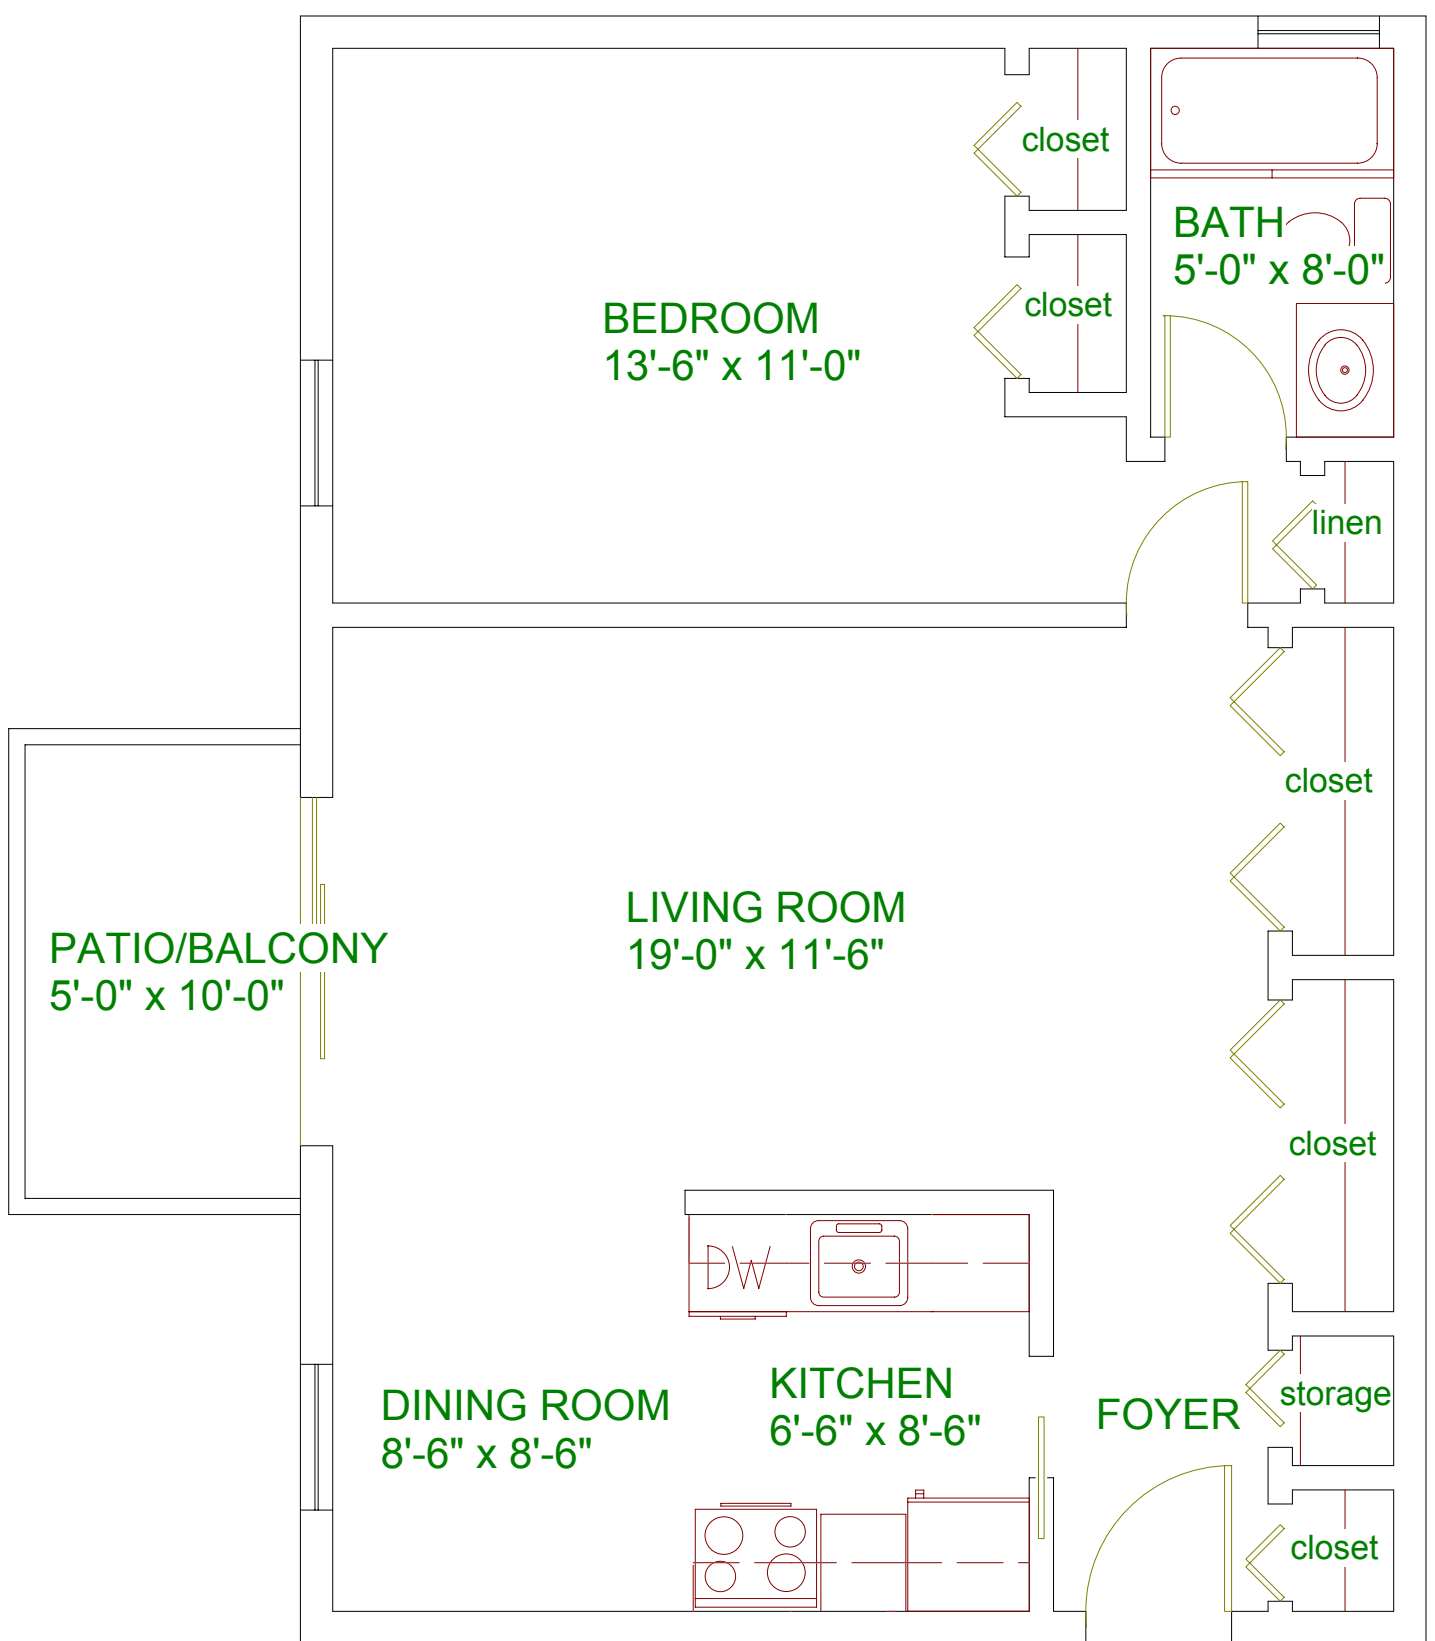 closet
BATH
5'-0" x 8'-0"
closet
BEDROOM
13'-6" x 11'-0"
linen
closet
LIVING ROOM
19'-0" x 11'-6"
PATIO/BALCONY
5'-0" x 10'-0"
closet
DW
KITCHEN
6'-6" x 8'-6"
DINING ROOM
8'-6" x 8'-6"
FOYER
storage
closet